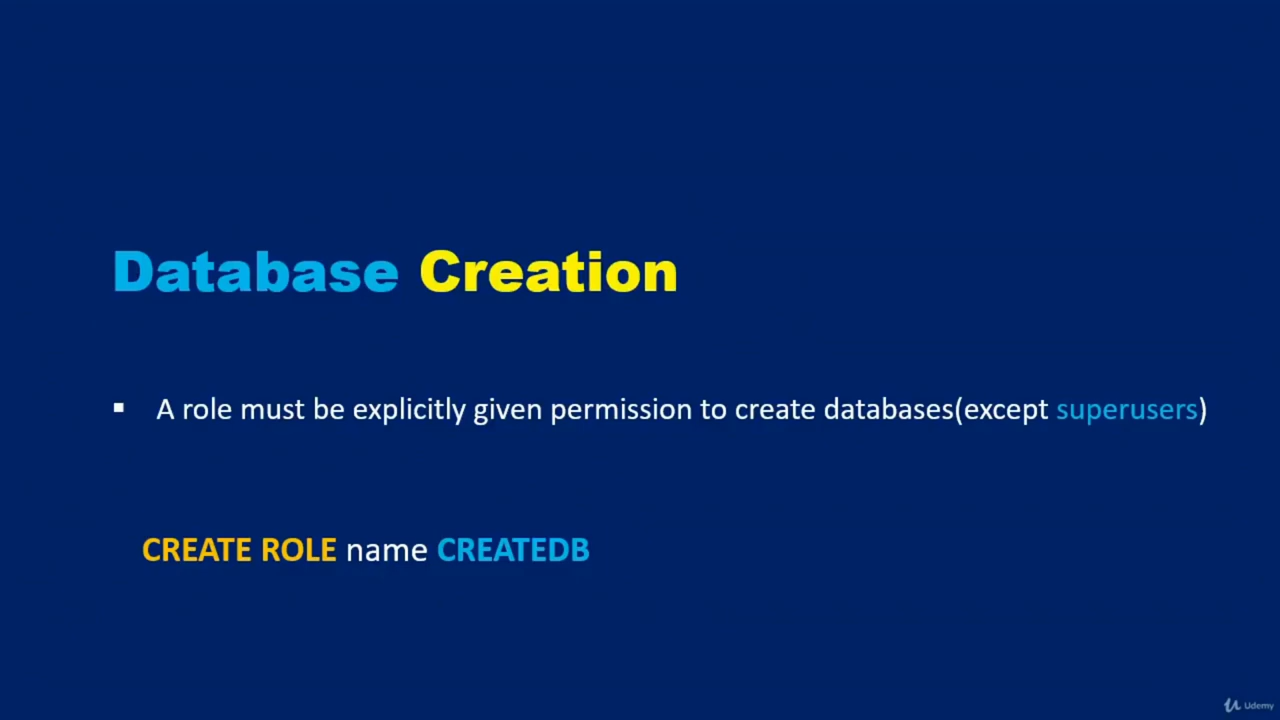 Database Creation
▪ A role must be explicitly given permission to create databases(except superusers)
CREATE ROLE name CREATEDB
Udemy